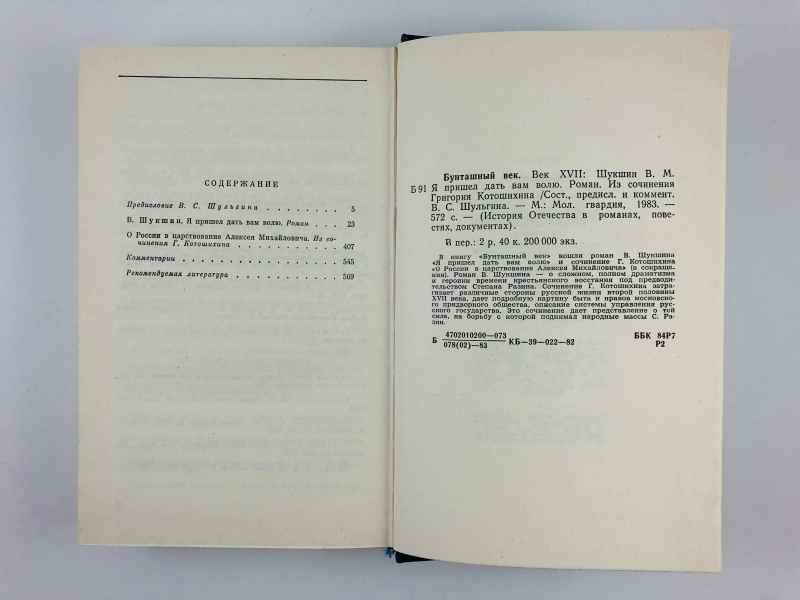 СОДЕРЖАНИЕ
Предисловие В. С. Шульгина . . . . . . . . 5
В. Шукшин. Я пришел дать вам волю. Роман . . . 23
О России в царствование Алексея Михайловича. Из со-
чинения Г. Котошихина . . . . . . . . . . 407
Комментарии . . . . . . . . . . . . . 545
Рекомендуемая литература . . . . . . . . . 569
Бунташный век. Век XVII: Шукшин В. М.
Б 91 Я пришел дать вам волю. Роман. Из сочинения
Григория Котошихина /Сост., предисл. и коммент.
В. С. Шульгина. — М.: Мол. гвардия, 1983. —
572 с. — (История Отечества в романах, пове-
стях, документах).
В пер.: 2 р. 40 к. 200 000 экз.
В книгу «Бунташный век» вошли роман В. Шукшина
«Я пришел дать вам волю» и сочинение Г. Котошихина
«О России в царствование Алексея Михайловича» (в сокраще-
нии). Роман В. Шукшина — о сложном, полном драматизма
и героики времени крестьянского восстания под предводи-
тельством Степана Разина. Сочинение Г. Котошихина затра-
гивает различные стороны русской жизни второй половины
XVII века, дает подробную картину быта и нравов московско-
го придворного общества, описание системы управления рус-
ского государства. Это сочинение дает представление о той
силе, на борьбу с которой поднимал народные массы С. Ра-
зин.
Б 4702010200—073 КБ—39—022—82 ББК 84Р7
078(02)—83 Р2